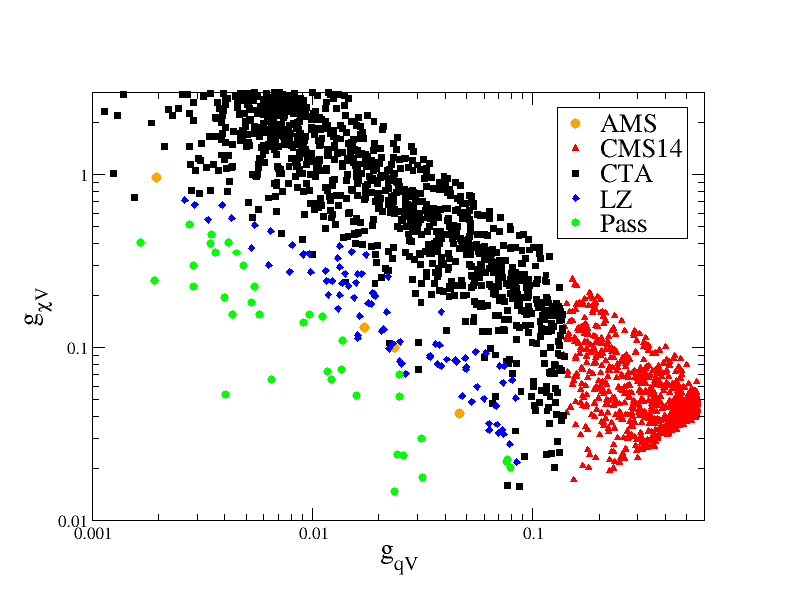 AMS
CMS14
CTA
LZ
Pass
1
0.1
0.01
0.001
0.01
0.1
gχV
gqV